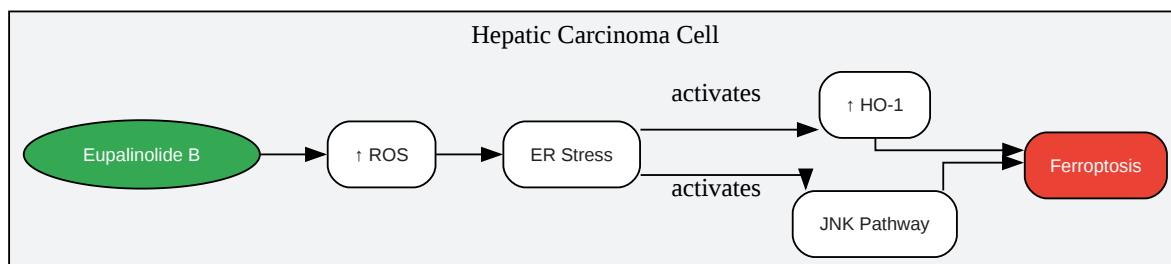 Hepatic Carcinoma Cell
activates
↑ HO-1
Eupalinolide B
↑ ROS
ER Stress
Ferroptosis
activates
JNK Pathway